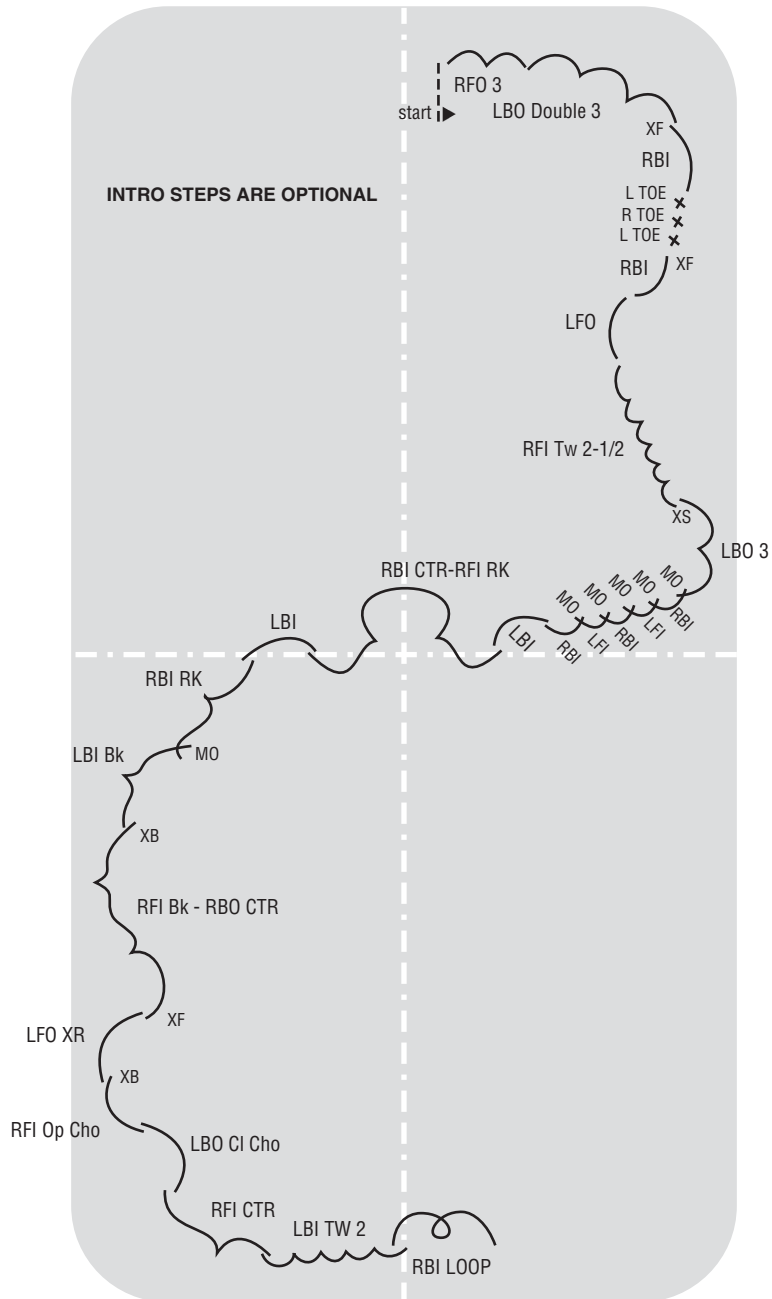 RFO 3
start
LBO Double 3
XF
RBI
INTRO STEPS ARE OPTIONAL
L TOE
R TOE
L TOE
RBI
XF
LFO
RFI Tw 2-1/2
XS
LBO 3
MO
MO
MO
MO
MO
RBI
LFI
RBI
LFI
RBI
LBI
RBI CTR-RFI RK
LBI
RBI RK
MO
LBI Bk
XB
RFI Bk - RBO CTR
XF
LFO XR
XB
RFI Op Cho
LBO Cl Cho
RFI CTR
LBI TW 2
RBI LOOP